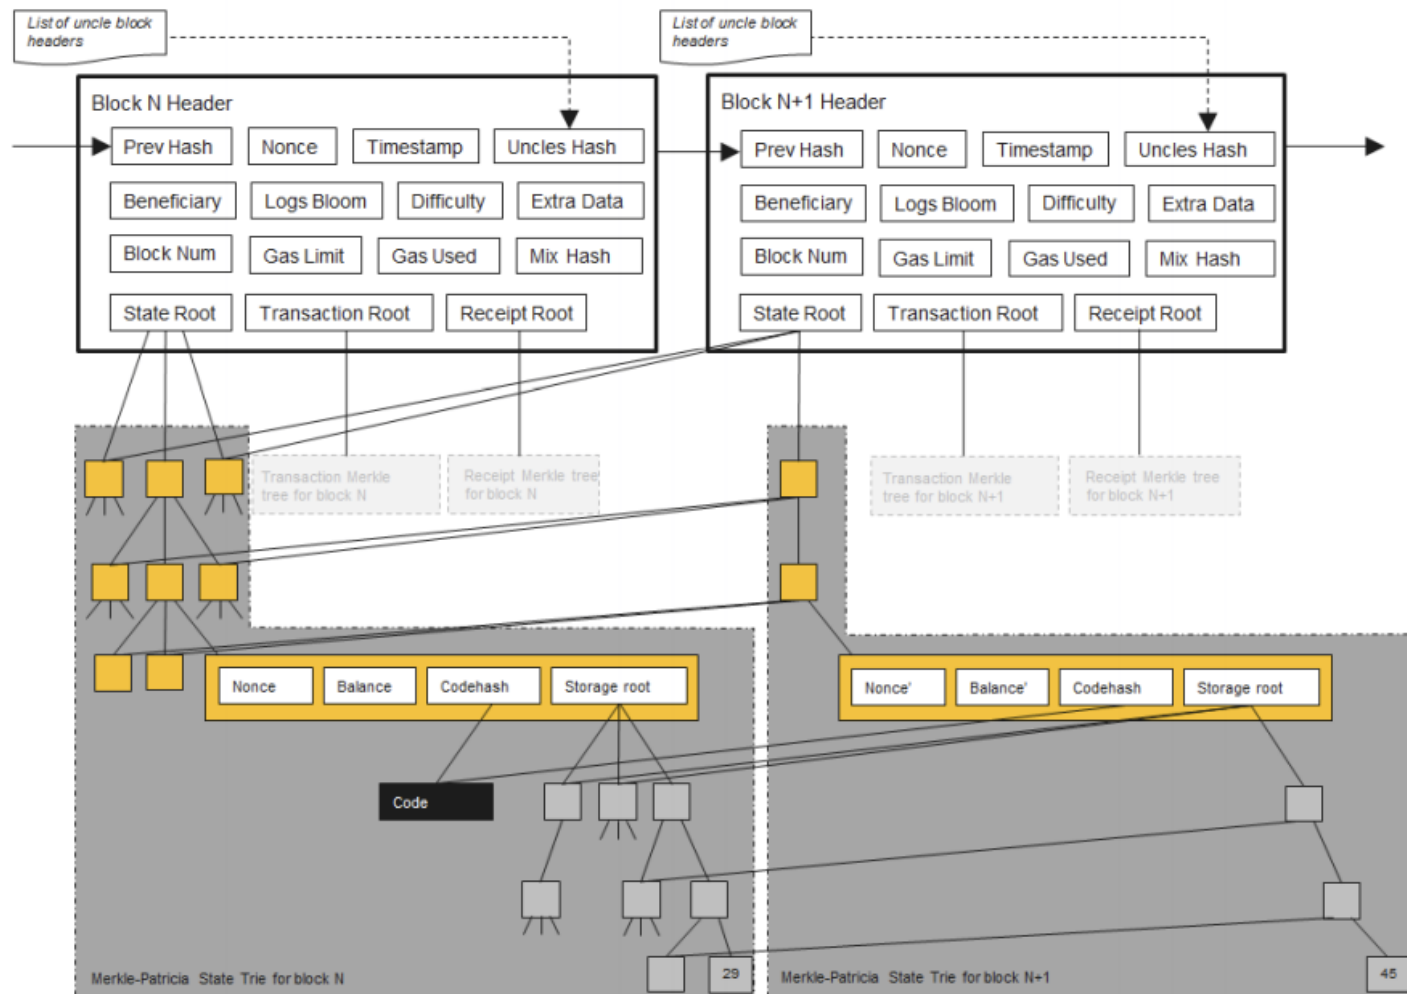 List of uncle block
headers
List of uncle block
headers
Block N Header
Prev Hash
Nonce
Timestamp
Uncles Hash
Beneficiary
Logs Bloom
Difficulty
Extra Data
Block Num
Gas Limit
Gas Used
Mix Hash
State Root
Transaction Root
Receipt Root
Block N+1 Header
Prev Hash
Nonce
Timestamp
Uncles Hash
Beneficiary
Logs Bloom
Difficulty
Extra Data
Block Num
Gas Limit
Gas Used
Mix Hash
State Root
Transaction Root
Receipt Root
Transaction Merkle
tree for block N
Receipt Merkle tree
for block N
Transaction Merkle
tree for block N+1
Receipt Merkle tree
for block N+1
Nonce
Balance
Codehash
Storage root
Nonce'
Balance'
Codehash
Storage root
Code
29
45
Merkle-Patricia State Trie for block N
Merkle-Patricia State Trie for block N+1